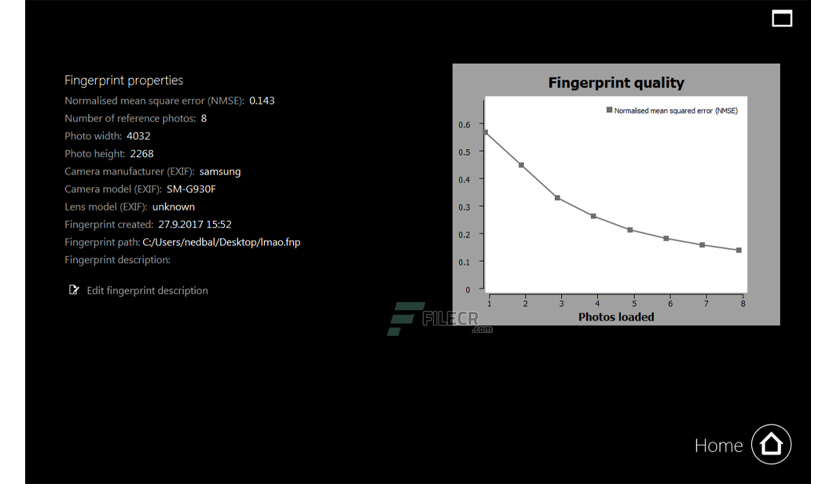 Fingerprint properties
Normalised mean square error (NMSE): 0.143
Number of reference photos: 8
Photo width: 4032
Photo height: 2268
Camera manufacturer (EXIF): samsung
Camera model (EXIF): SM-G930F
Lens model (EXIF): unknown
Fingerprint created: 27.9.2017 15:52
Fingerprint path: C:/Users/nedbal/Desktop/lmao.fnp
Fingerprint description:
Edit fingerprint description
Fingerprint quality
Normalised mean squared error (NMSE)
0.6
0.5
0.4
0.3
0.2
0.1
0
1 2 3 4 5 6 7 8
Photos loaded
FILECR
.com
Home